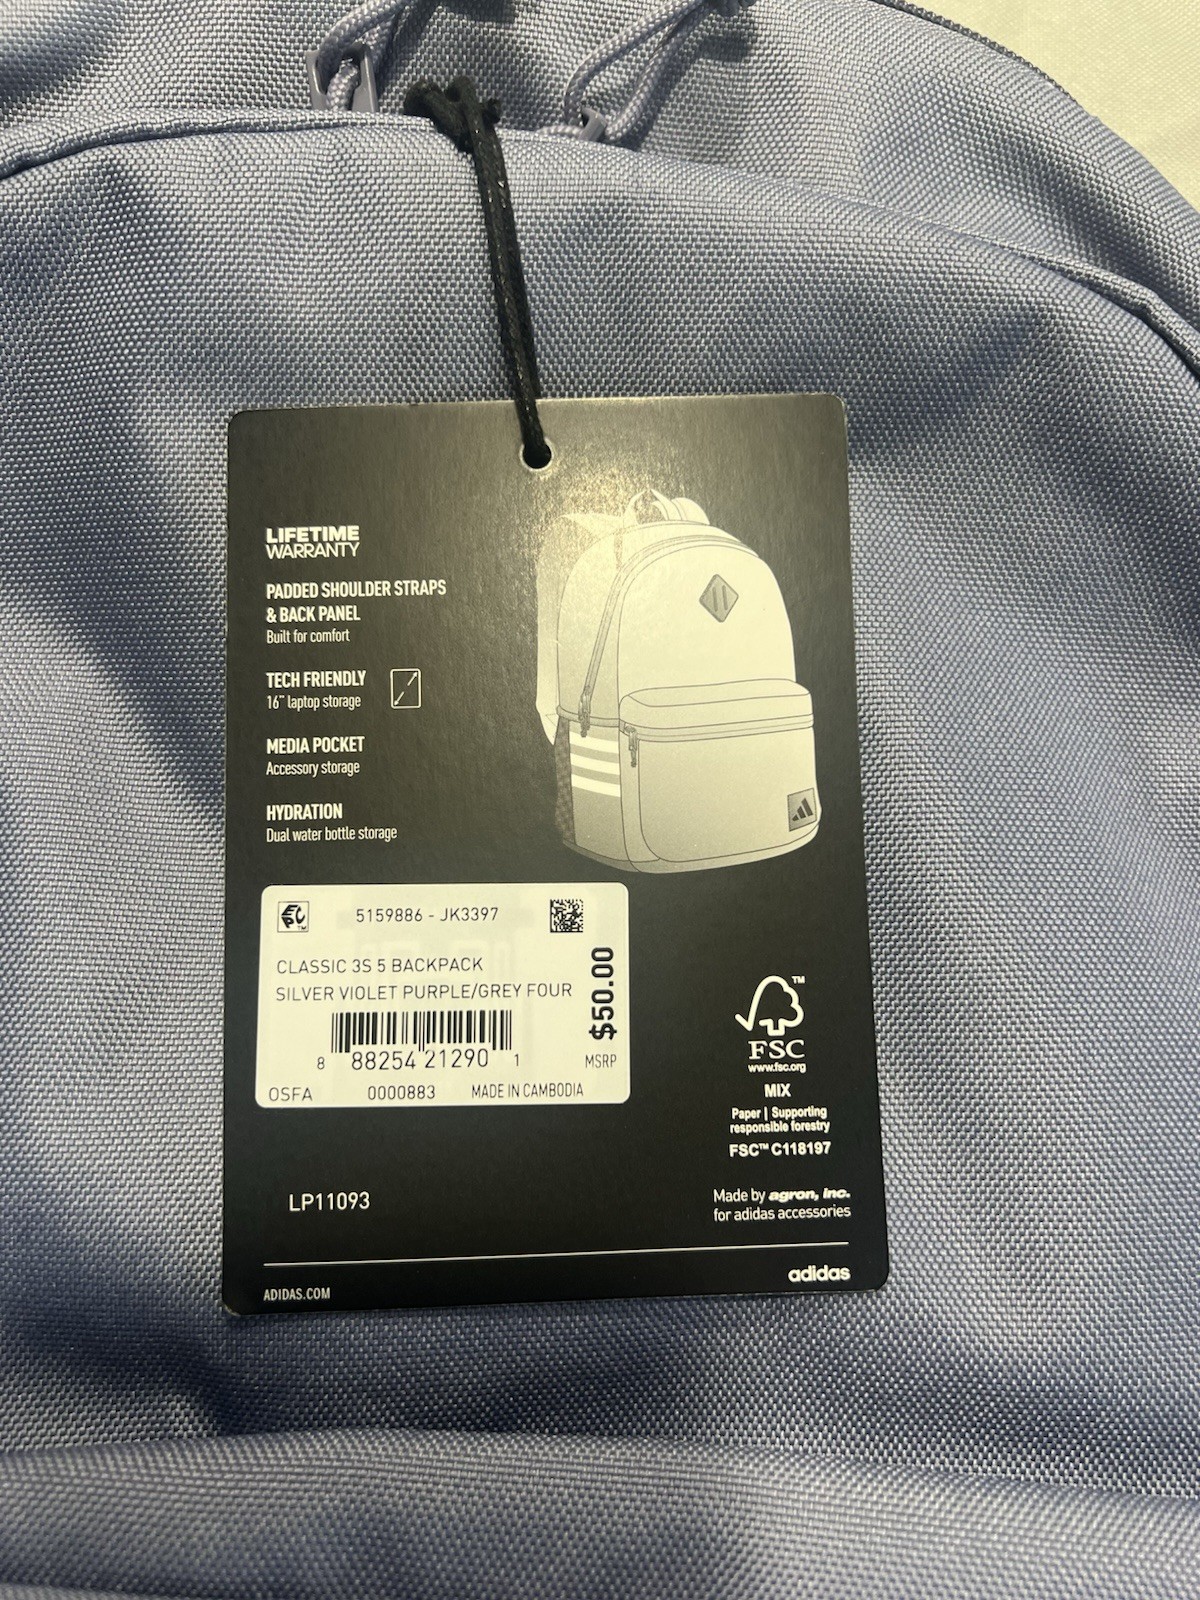 LIFETIME
WARRANTY
PADDED SHOULDER STRAPS
& BACK PANEL
Built for comfort
TECH FRIENDLY
16" laptop storage
MEDIA POCKET
Accessory storage
HYDRATION
Dual water bottle storage
EPC™
5159886 - JK3397
CLASSIC 3S 5 BACKPACK
SILVER VIOLET PURPLE/GREY FOUR
$50.00
MSRP
8 88254 21290 1
OSFA 0000883 MADE IN CAMBODIA
™
FSC
www.fsc.org
MIX
Paper | Supporting
responsible forestry
FSC™ C118197
LP11093
Made by agron, inc.
for adidas accessories
adidas
ADIDAS.COM